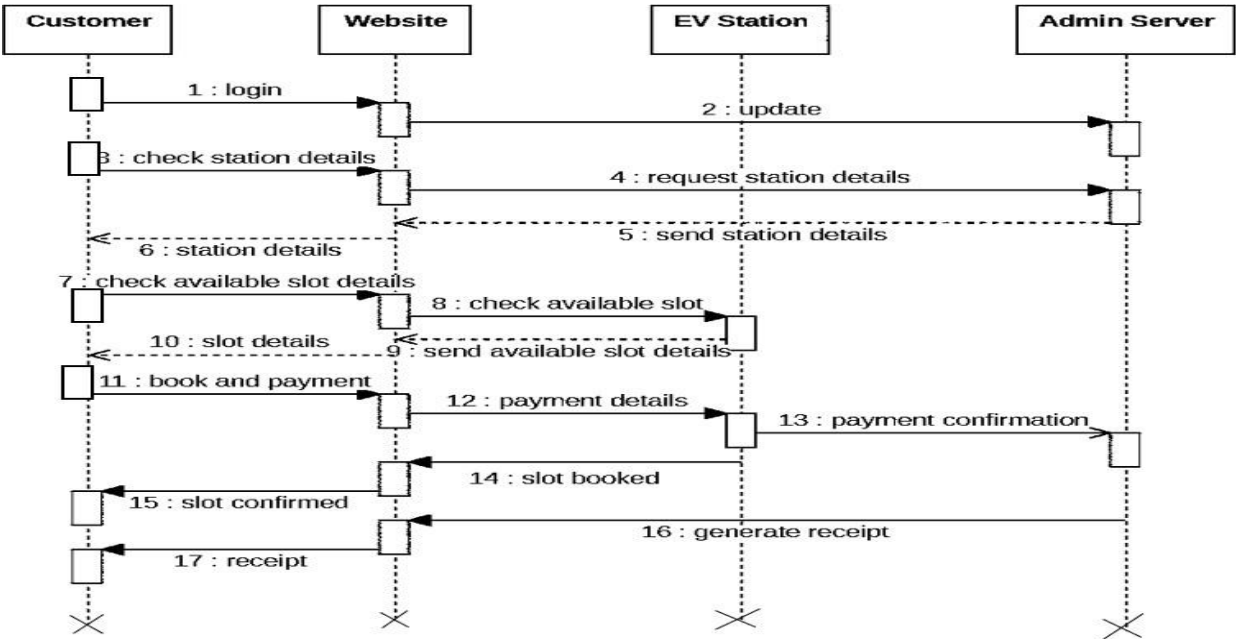 Customer
Website
EV Station
Admin Server
1 : login
2 : update
3 : check station details
4 : request station details
5 : send station details
6 : station details
7 : check available slot details
8 : check available slot
9 : send available slot details
10 : slot details
11 : book and payment
12 : payment details
13 : payment confirmation
14 : slot booked
15 : slot confirmed
16 : generate receipt
17 : receipt